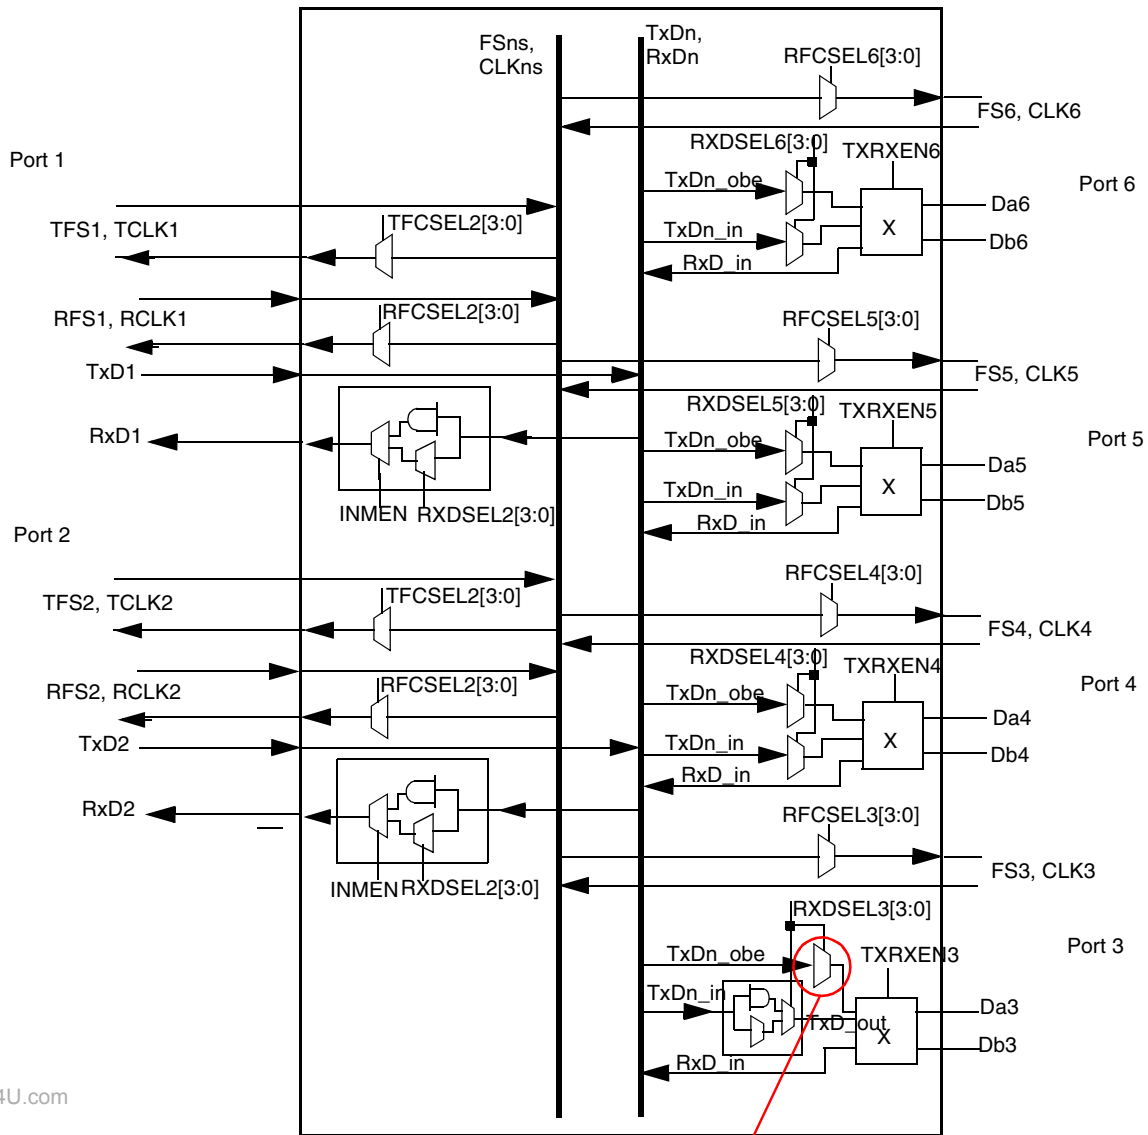 FSns,
CLKns
TxDn,
RxDn
RFCSEL6[3:0]
FS6, CLK6
RXDSEL6[3:0]
TXRXEN6
Port 1
Port 6
TxDn_obe
Da6
TFS1, TCLK1
TFCSEL2[3:0]
TxDn_in
X
Db6
RxD_in
RFS1, RCLK1
RFCSEL2[3:0]
RFCSEL5[3:0]
TxD1
FS5, CLK5
RXDSEL5[3:0]
TXRXEN5
RxD1
TxDn_obe
Port 5
Da5
TxDn_in
X
Db5
INMEN
RXDSEL2[3:0]
RxD_in
Port 2
RFCSEL4[3:0]
TFS2, TCLK2
TFCSEL2[3:0]
FS4, CLK4
RXDSEL4[3:0]
TXRXEN4
RFS2, RCLK2
RFCSEL2[3:0]
TxDn_obe
Port 4
Da4
TxD2
TxDn_in
X
Db4
RxD_in
RxD2
RFCSEL3[3:0]
FS3, CLK3
INMEN
RXDSEL2[3:0]
RXDSEL3[3:0]
TxDn_obe
TXRXEN3
Port 3
TxDn_in
TxD_out
Da3
X
Db3
RxD_in
4U.com